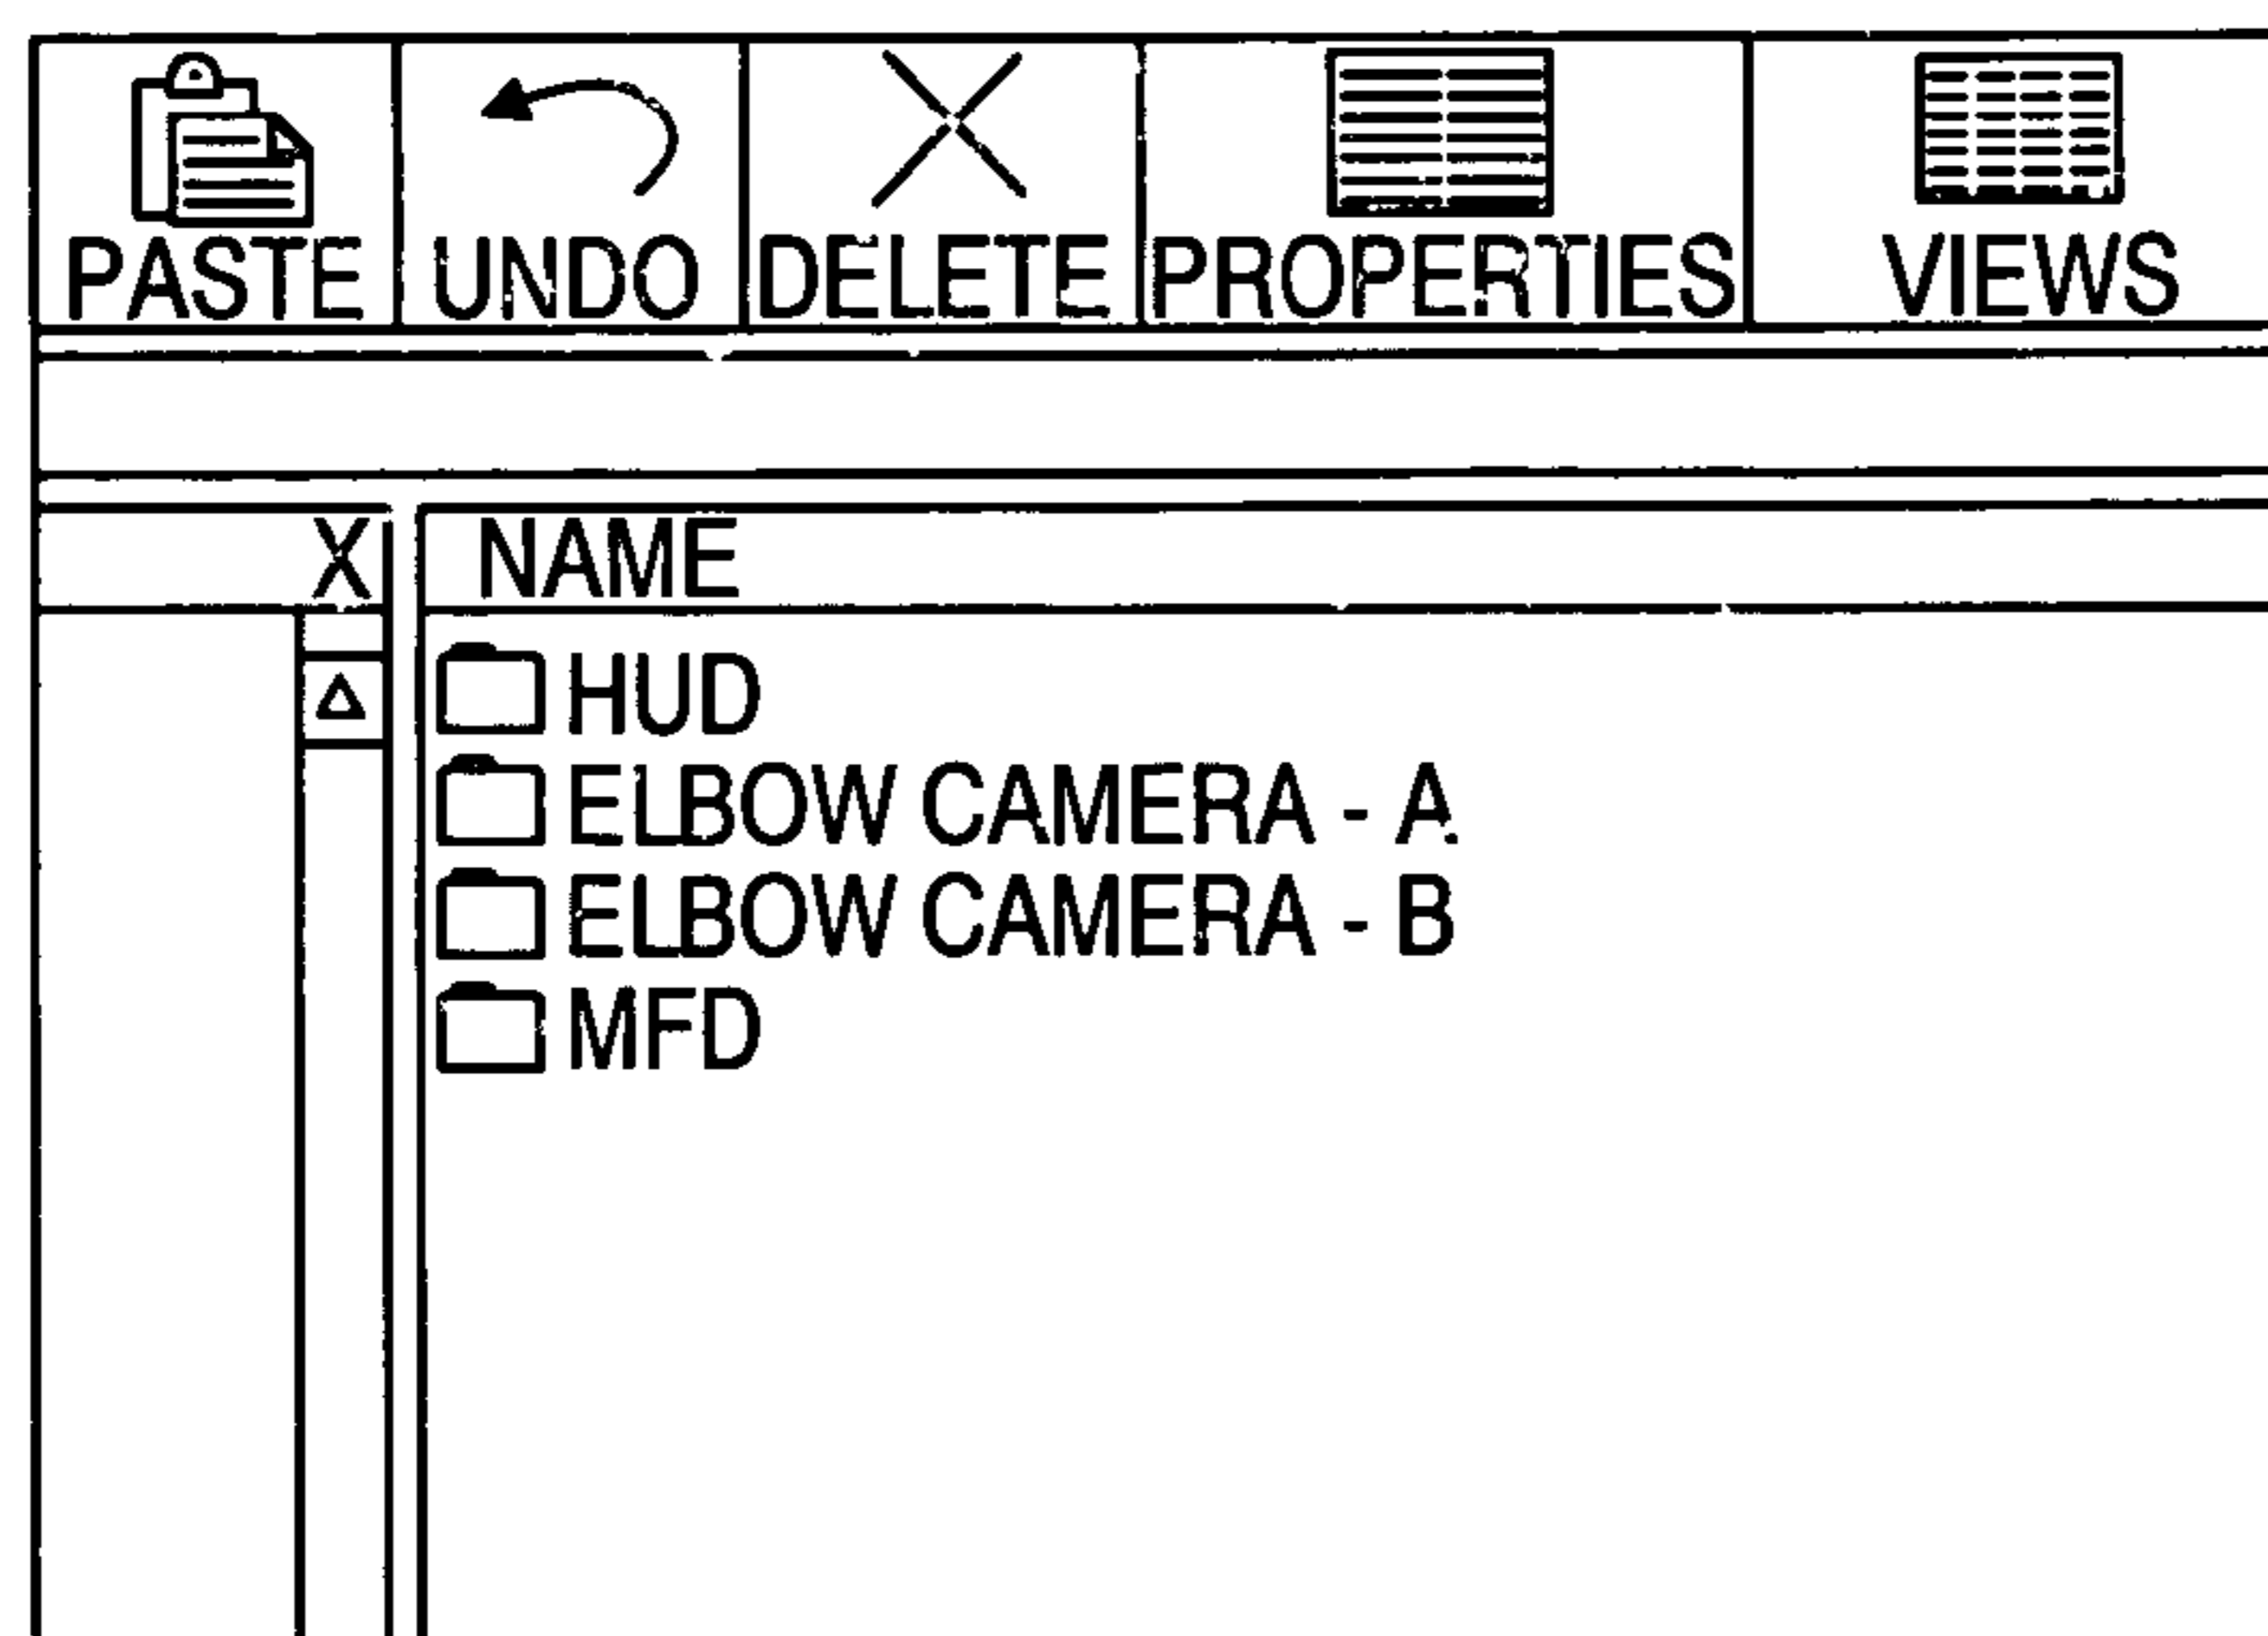 PASTE UNDO DELETE PROPERTIES VIEWS
X NAME
HUD
ELBOW CAMERA - A
ELBOW CAMERA - B
MFD